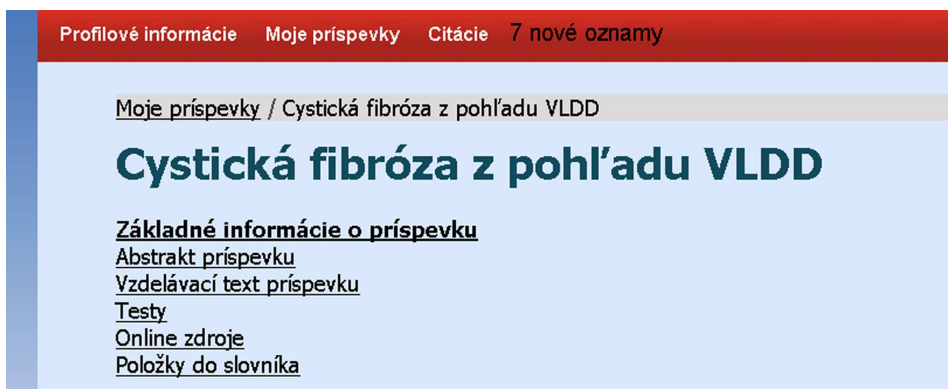 Profilové informácie Moje príspevky Citácie 7 nové oznamy
Moje príspevky / Cystická fibróza z pohľadu VLDD
Cystická fibróza z pohľadu VLDD
Základné informácie o príspevku
Abstrakt príspevku
Vzdelávací text príspevku
Testy
Online zdroje
Položky do slovníka